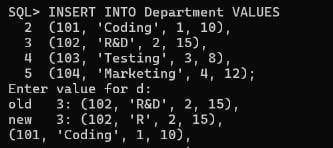 SQL> INSERT INTO Department VALUES
2 (101, 'Coding', 1, 10),
3 (102, 'R&D', 2, 15),
4 (103, 'Testing', 3, 8),
5 (104, 'Marketing', 4, 12);
Enter value for d:
old 3: (102, 'R&D', 2, 15),
new 3: (102, 'R', 2, 15),
(101, 'Coding', 1, 10),